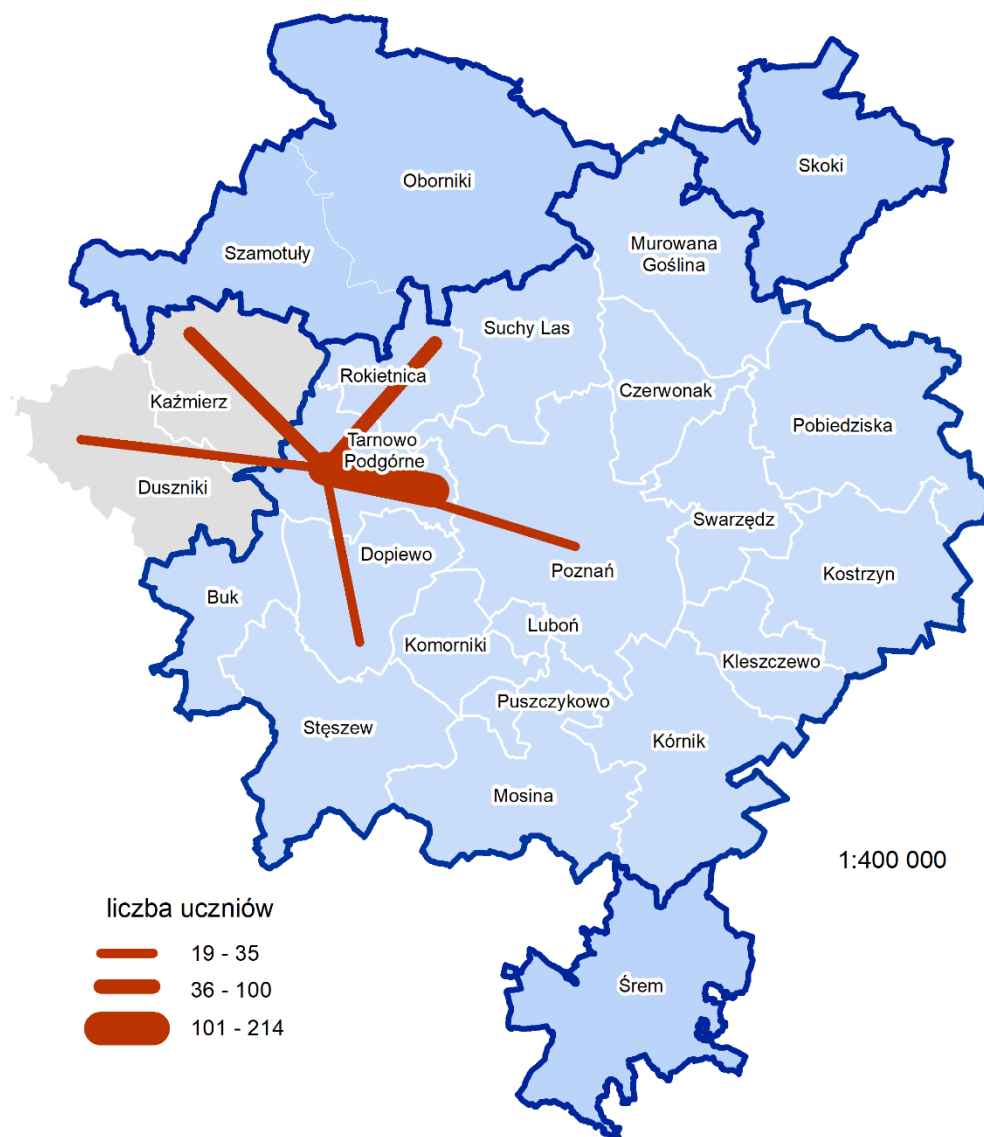 Skoki
Oborniki
Murowana
Goślina
Szamotuły
Suchy Las
Rokietnica
Czerwonak
Kaźmierz
Pobiedziska
Tarnowo
Podgórne
Duszniki
Swarzędz
Dopiewo
Poznań
Kostrzyn
Buk
Luboń
Komorniki
Kleszczewo
Puszczykowo
Stęszew
Kórnik
Mosina
1:400 000
liczba uczniów
19 - 35
36 - 100
101 - 214
Śrem